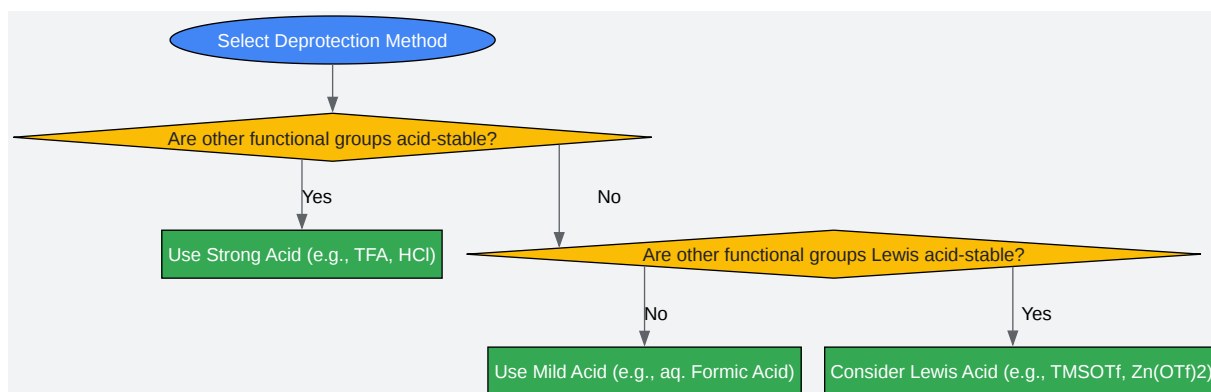 Select Deprotection Method
Are other functional groups acid-stable?
Yes
No
Use Strong Acid (e.g., TFA, HCl)
Are other functional groups Lewis acid-stable?
No
Yes
Use Mild Acid (e.g., aq. Formic Acid)
Consider Lewis Acid (e.g., TMSOTf, Zn(OTf)2)